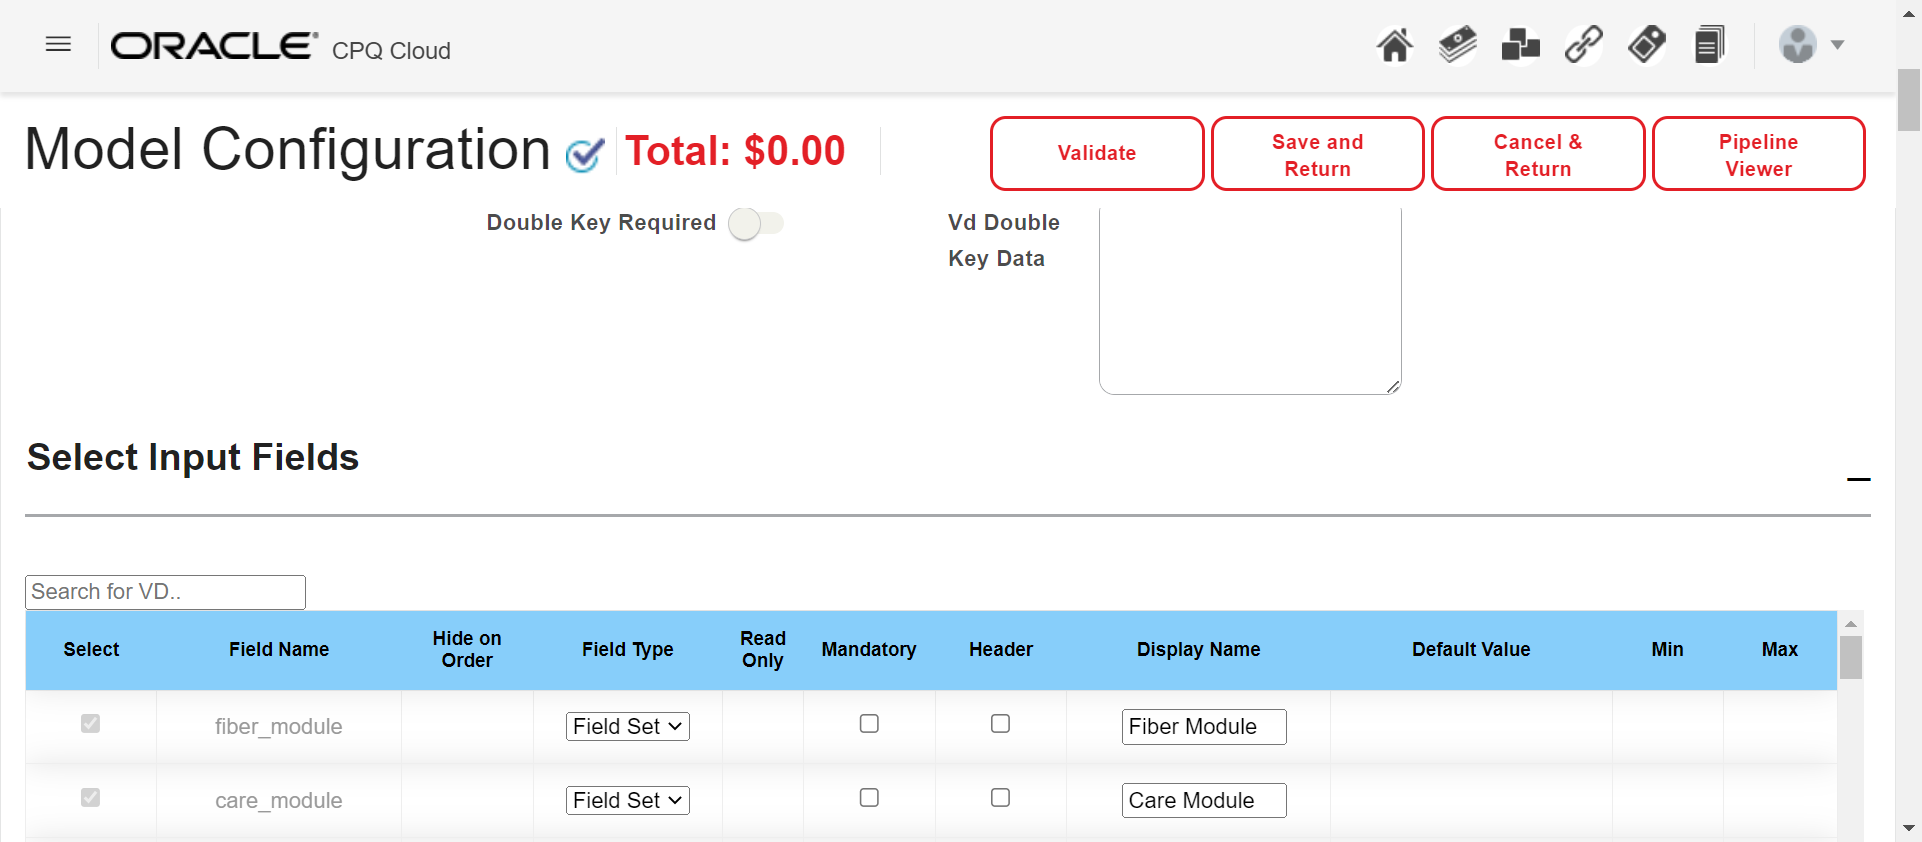 ORACLE CPQ Cloud
Model Configuration Total: $0.00
Validate
Save and
Return
Cancel &
Return
Pipeline
Viewer
Double Key Required
Vd Double
Key Data
Select Input Fields
Search for VD..
Select Field Name Hide on Order Field Type Read Only Mandatory Header Display Name Default Value Min Max
fiber_module Field Set Fiber Module
care_module Field Set Care Module